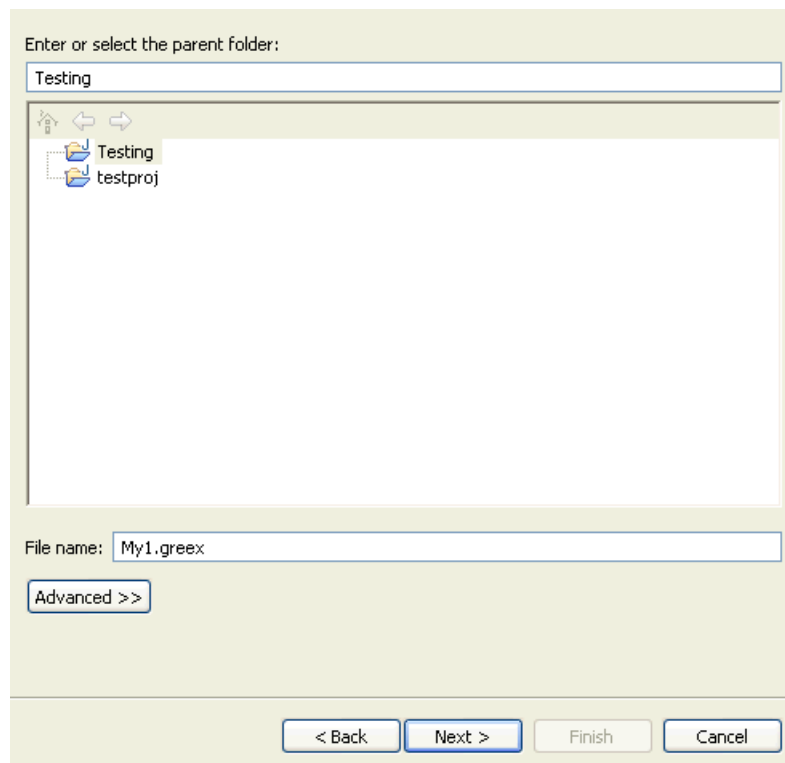 Enter or select the parent folder:
Testing
Testing
testproj
File name: My1.greex
Advanced >>
< Back Next > Finish Cancel